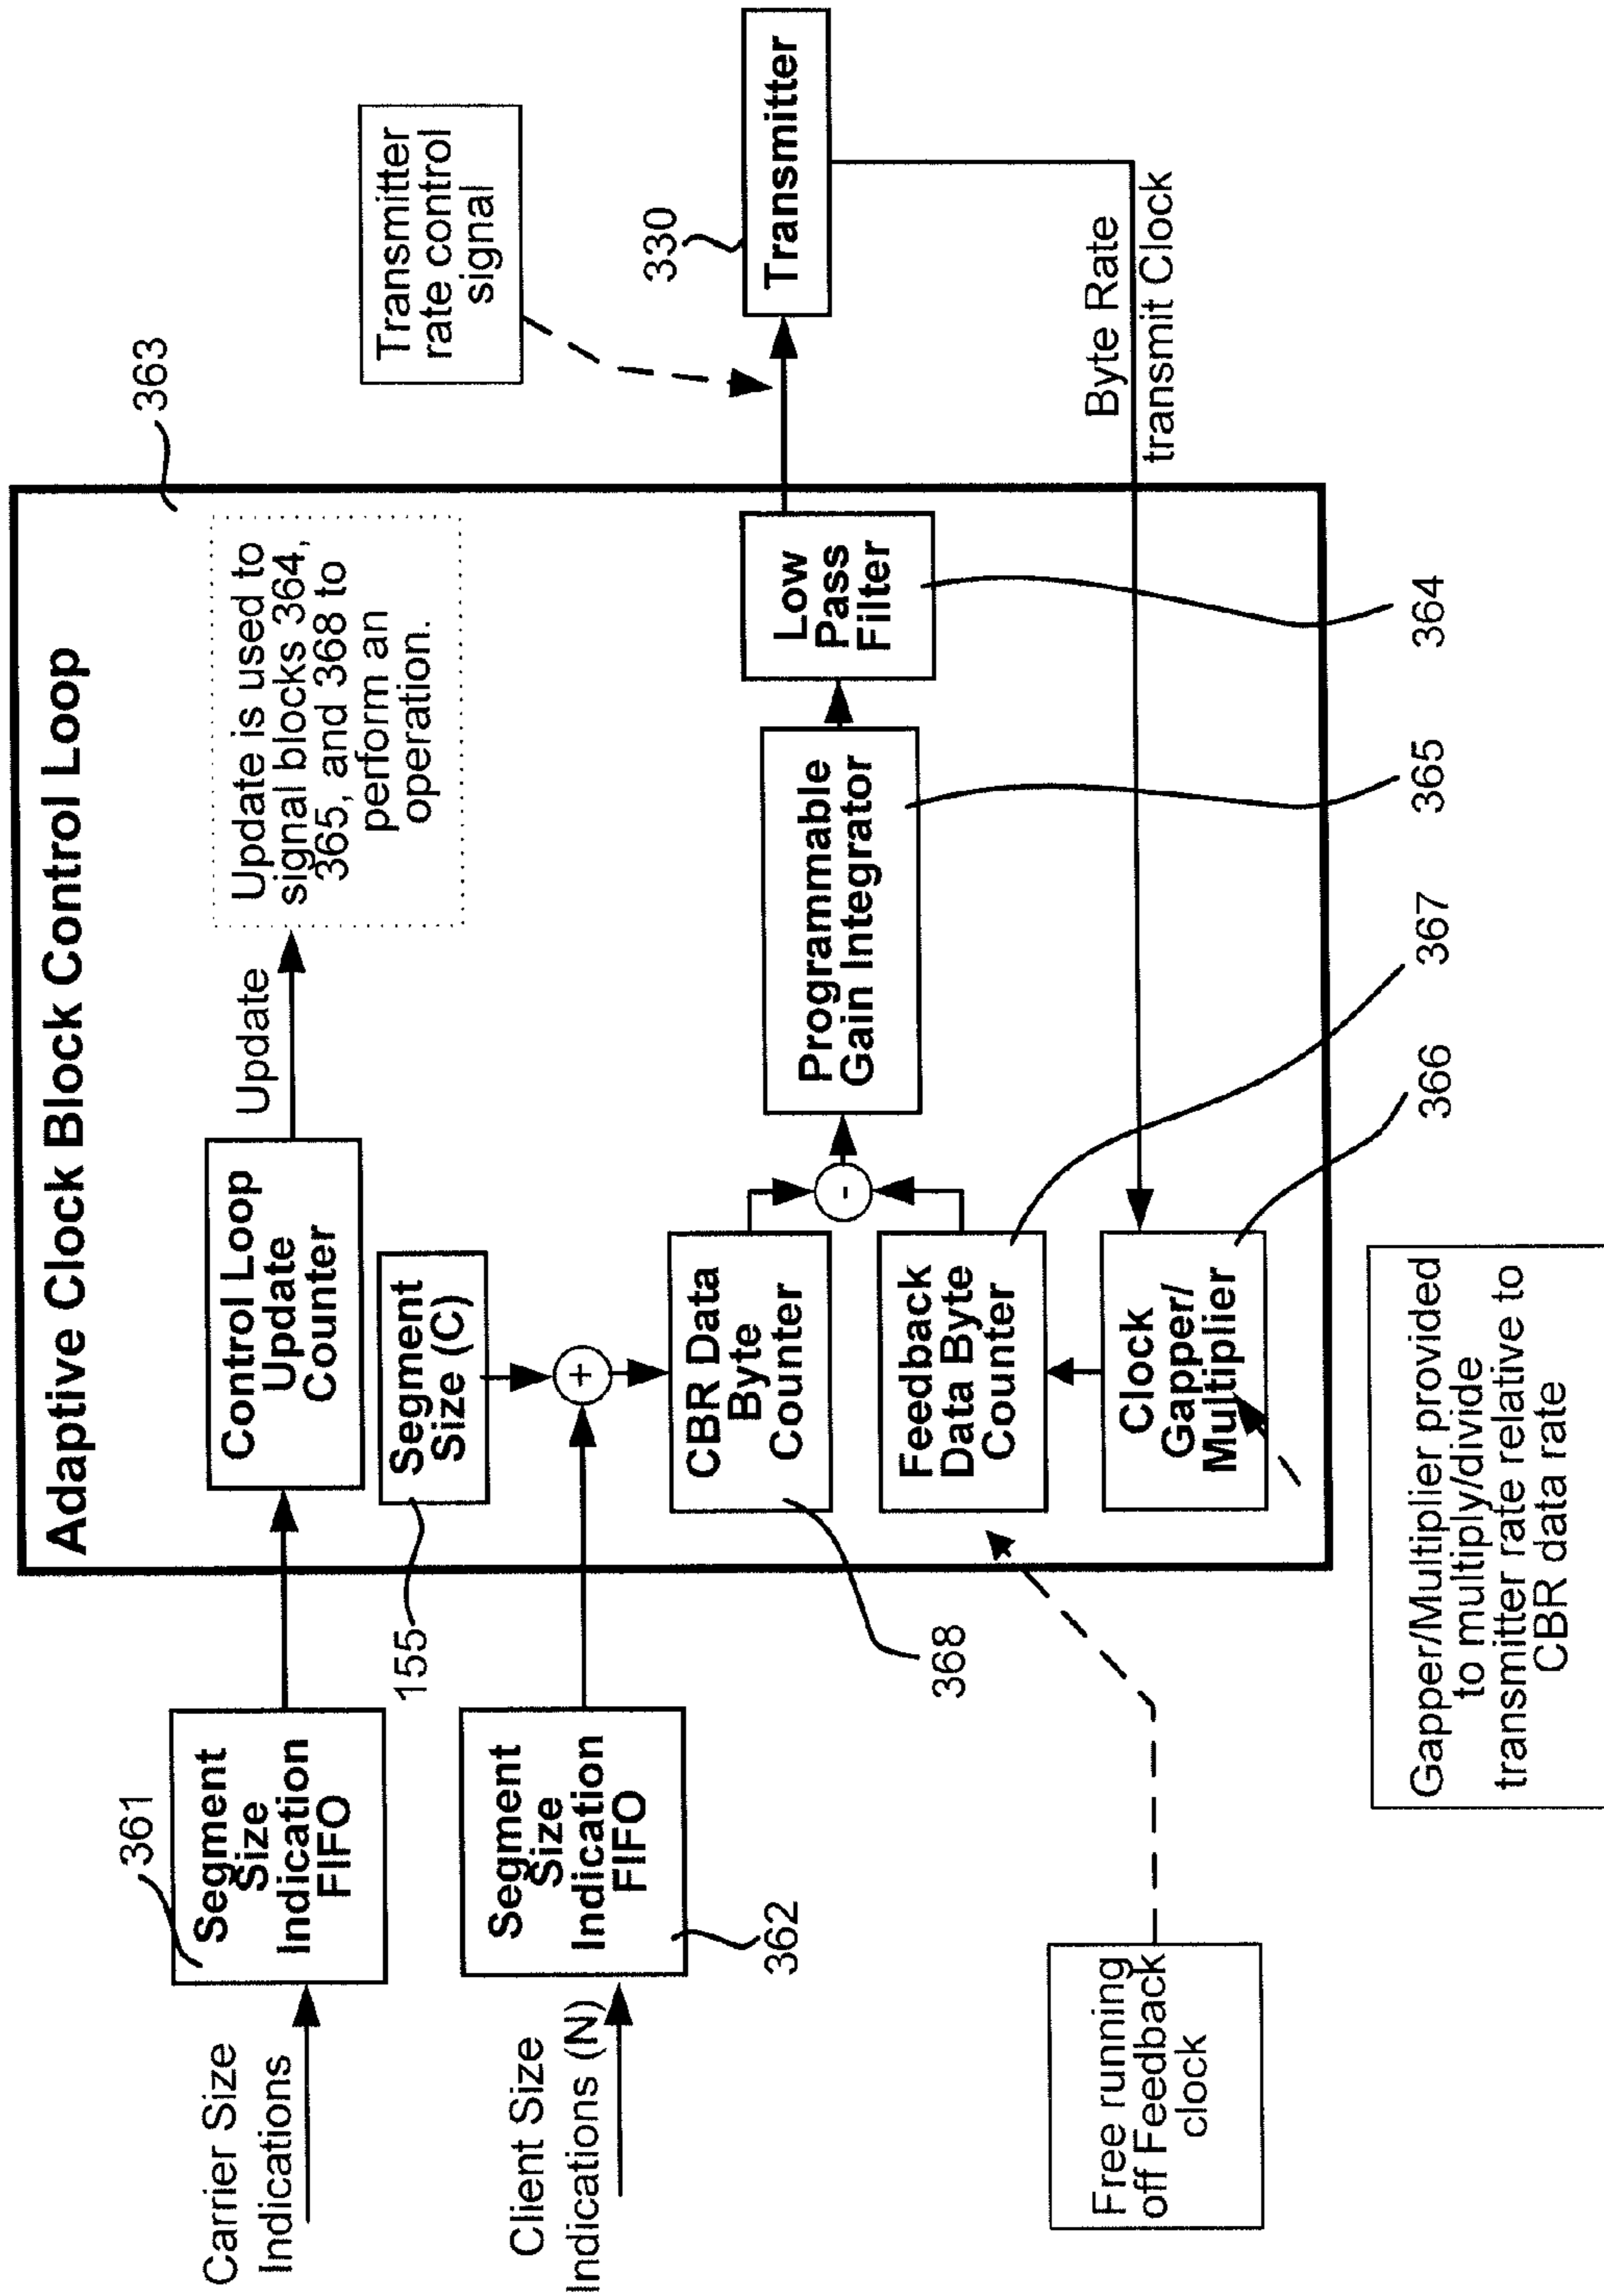 Adaptive Clock Block Control Loop
363
Carrier Size
Indications
361
Segment
Size
Indication
FIFO
Control Loop
Update
Counter
Update
Update is used to
signal blocks 364,
365, and 368 to
perform an
operation.
Transmitter
rate control
signal
155
Segment
Size (C)
Client Size
Indications (N)
Segment
Size
Indication
FIFO
362
+
CBR Data
Byte
Counter
368
-
Programmable
Gain Integrator
Low
Pass
Filter
330
Transmitter
Feedback
Data Byte
Counter
Clock
Gapper/
Multiplier
Byte Rate
transmit Clock
Free running
off Feedback
clock
366
367
365
364
Gapper/Multiplier provided
to multiply/divide
transmitter rate relative to
CBR data rate